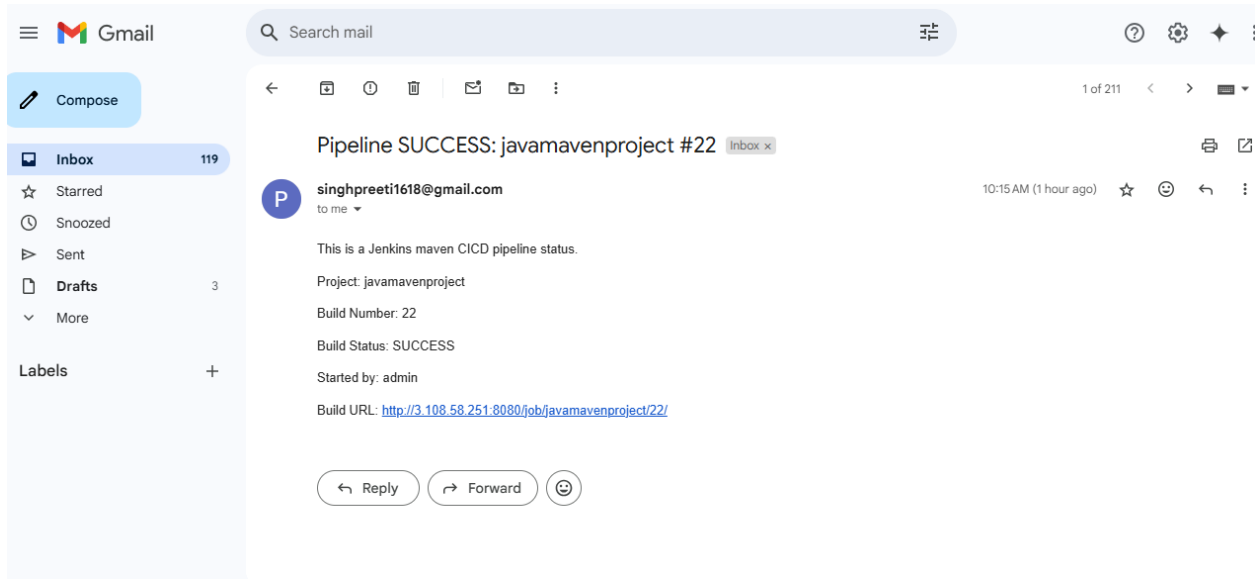 Gmail
Search mail
Compose
1 of 211
Inbox 119
Starred
Snoozed
Sent
Drafts 3
More
Labels
Pipeline SUCCESS: javamavenproject #22 Inbox x
P
singhpreeti1618@gmail.com 10:15 AM (1 hour ago)
to me
This is a Jenkins maven CICD pipeline status.
Project: javamavenproject
Build Number: 22
Build Status: SUCCESS
Started by: admin
Build URL: http://3.108.58.251:8080/job/javamavenproject/22/
Reply Forward